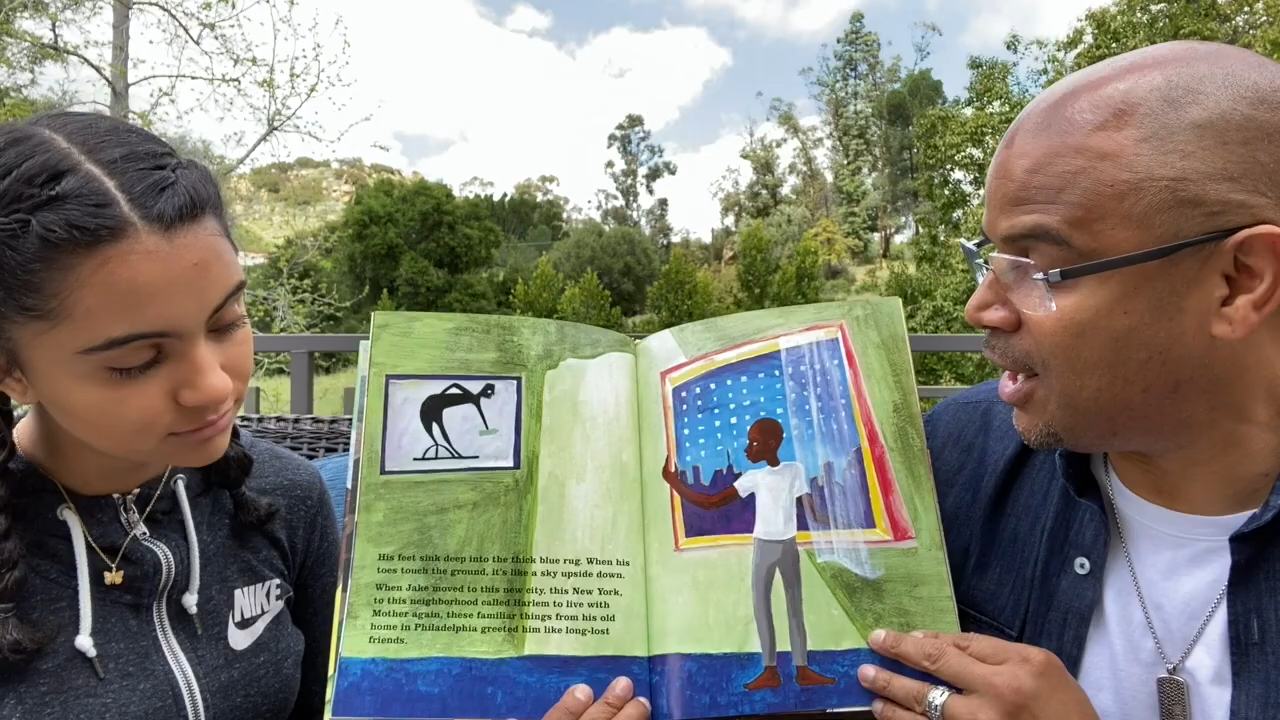 His feet sink deep into the thick blue rug. When his
toes touch the ground, it's like a sky upside down.
When Jake moved to this new city, this New York,
to this neighborhood called Harlem to live with
Mother again, these familiar things from his old
home in Philadelphia greeted him like long-lost
friends.
NIKE